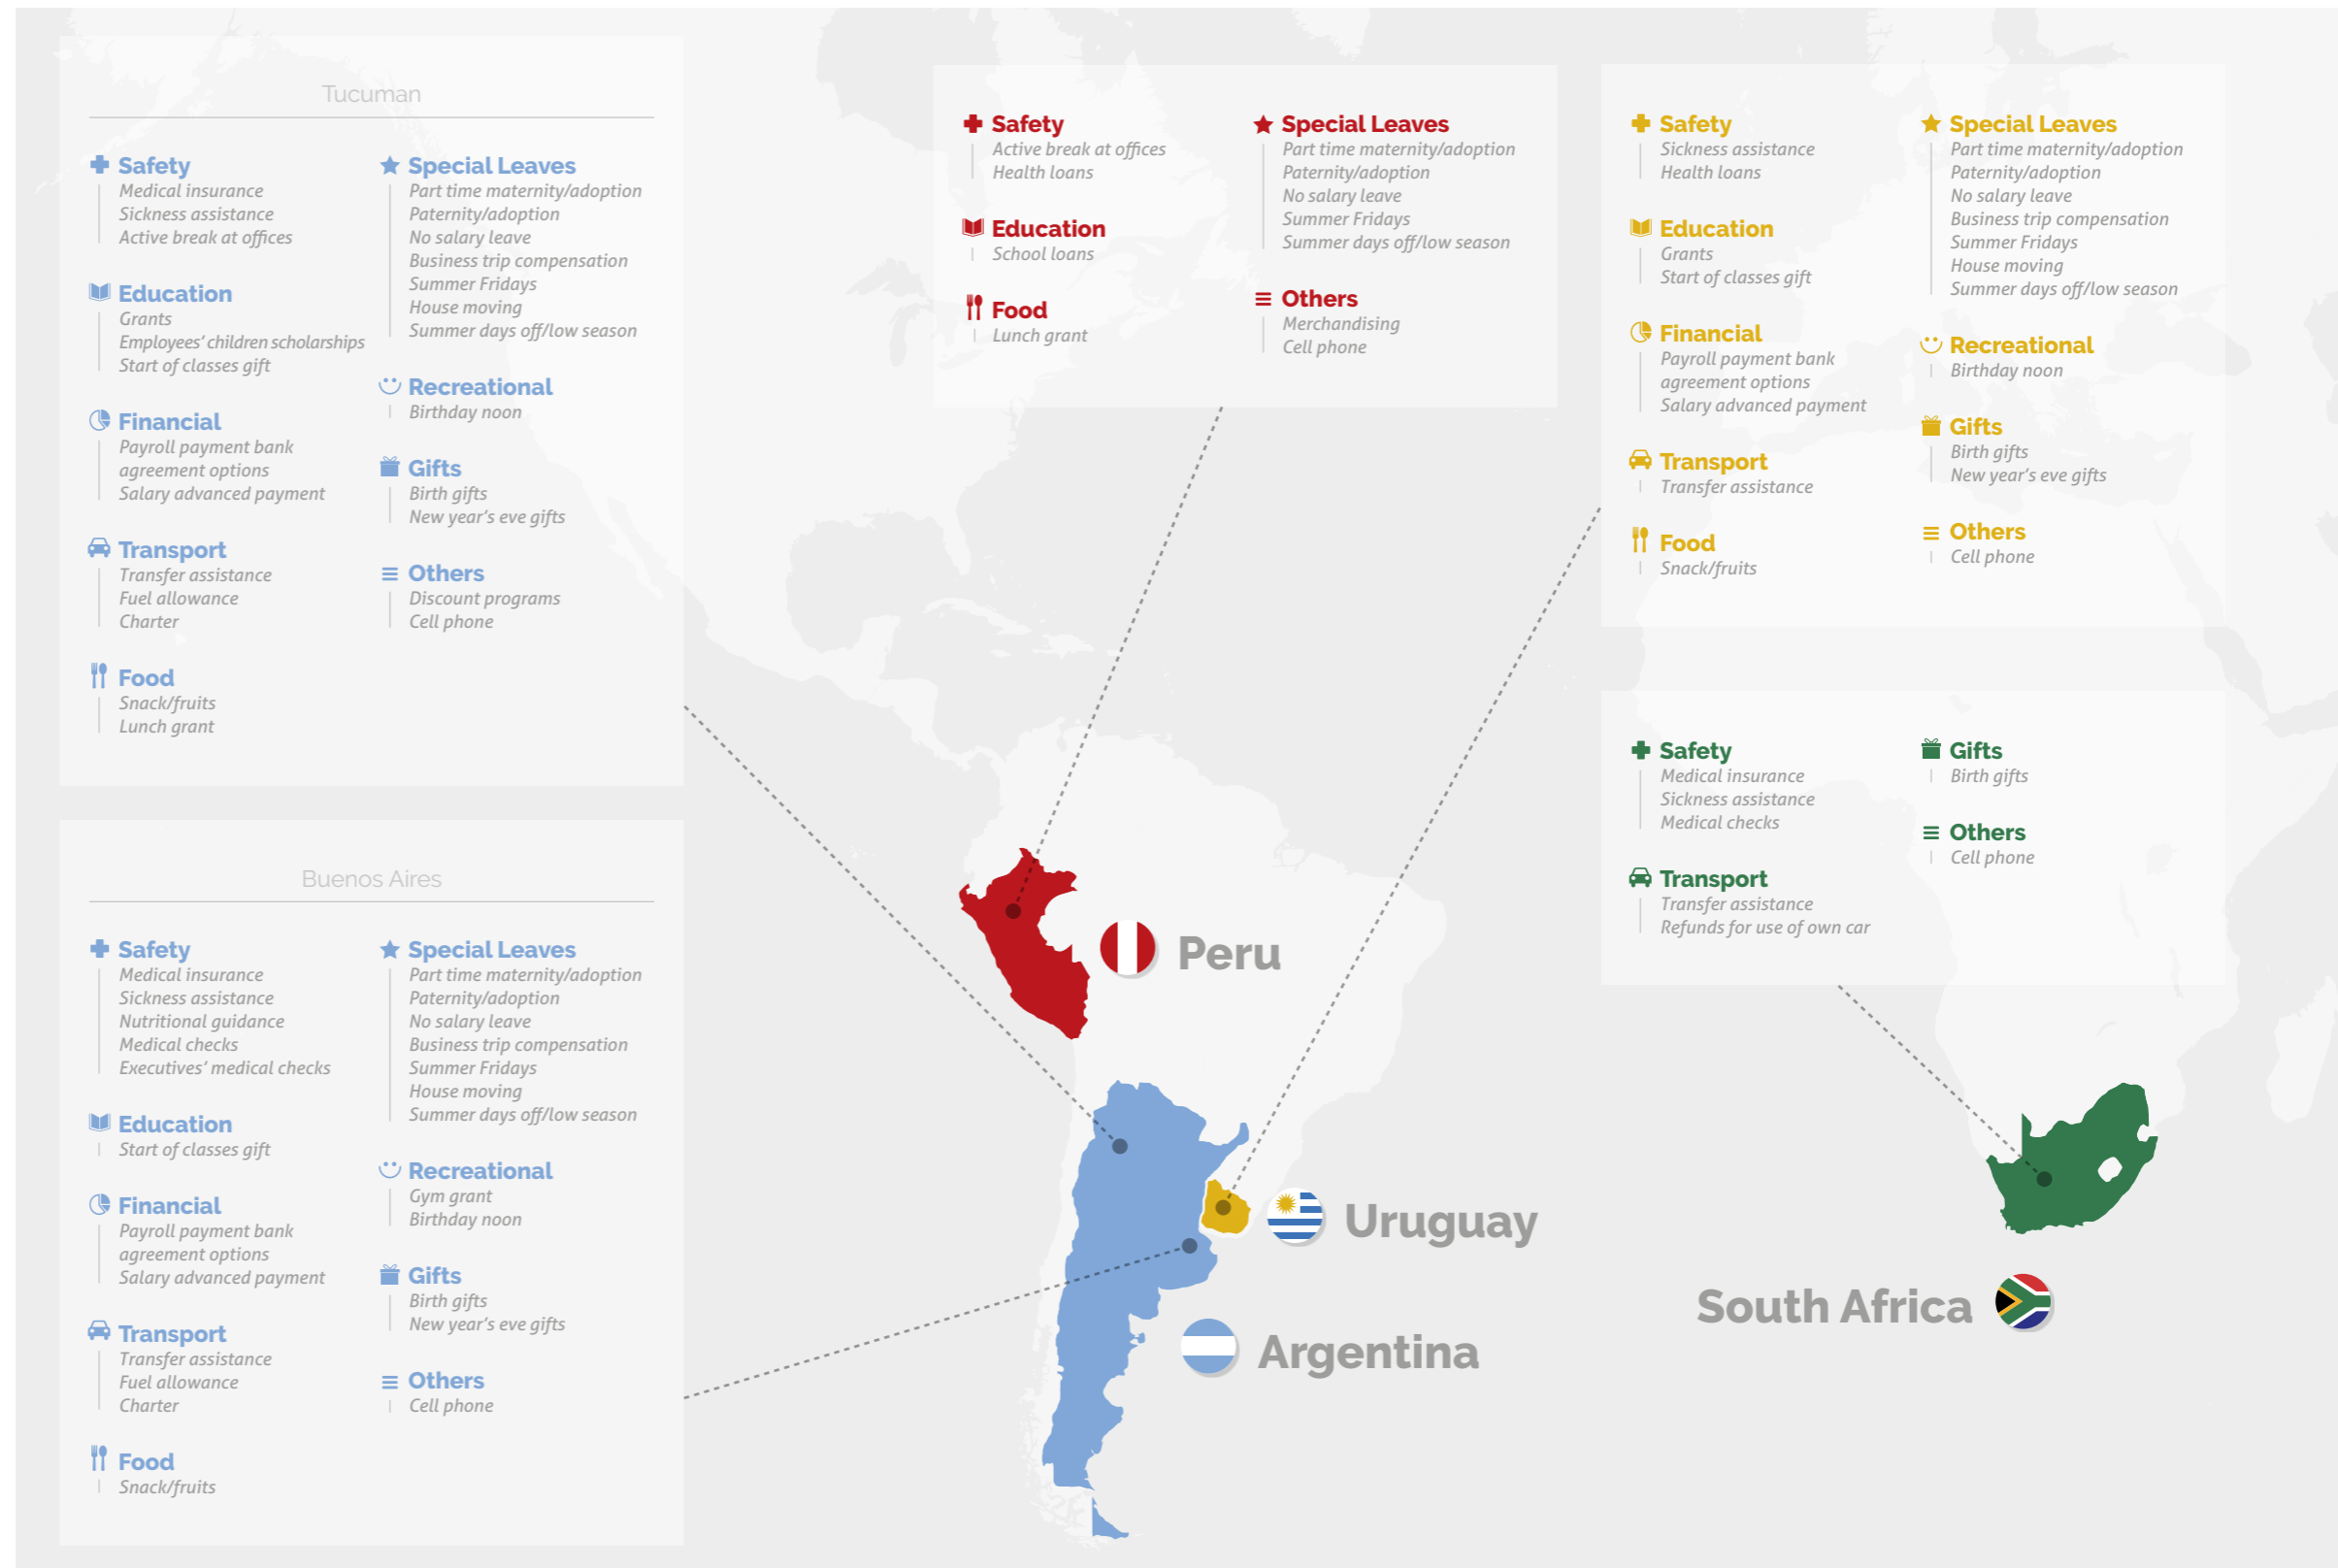 Tucuman
Safety
Medical insurance
Sickness assistance
Active break at offices
Education
Grants
Employees' children scholarships
Start of classes gift
Financial
Payroll payment bank
agreement options
Salary advanced payment
Transport
Transfer assistance
Fuel allowance
Charter
Food
Snack/fruits
Lunch grant
Special Leaves
Part time maternity/adoption
Paternity/adoption
No salary leave
Business trip compensation
Summer Fridays
House moving
Summer days off/low season
Recreational
Birthday noon
Gifts
Birth gifts
New year's eve gifts
Others
Discount programs
Cell phone
Buenos Aires
Safety
Medical insurance
Sickness assistance
Nutritional guidance
Medical checks
Executives' medical checks
Education
Start of classes gift
Financial
Payroll payment bank
agreement options
Salary advanced payment
Transport
Transfer assistance
Fuel allowance
Charter
Food
Snack/fruits
Special Leaves
Part time maternity/adoption
Paternity/adoption
No salary leave
Business trip compensation
Summer Fridays
House moving
Summer days off/low season
Recreational
Gym grant
Birthday noon
Gifts
Birth gifts
New year's eve gifts
Others
Cell phone
Safety
Active break at offices
Health loans
Education
School loans
Food
Lunch grant
Special Leaves
Part time maternity/adoption
Paternity/adoption
No salary leave
Summer Fridays
Summer days off/low season
Others
Merchandising
Cell phone
Safety
Sickness assistance
Health loans
Education
Grants
Start of classes gift
Financial
Payroll payment bank
agreement options
Salary advanced payment
Transport
Transfer assistance
Food
Snack/fruits
Special Leaves
Part time maternity/adoption
Paternity/adoption
No salary leave
Business trip compensation
Summer Fridays
House moving
Summer days off/low season
Recreational
Birthday noon
Gifts
Birth gifts
New year's eve gifts
Others
Cell phone
Safety
Medical insurance
Sickness assistance
Medical checks
Transport
Transfer assistance
Refunds for use of own car
Gifts
Birth gifts
Others
Cell phone
Peru
Uruguay
Argentina
South Africa